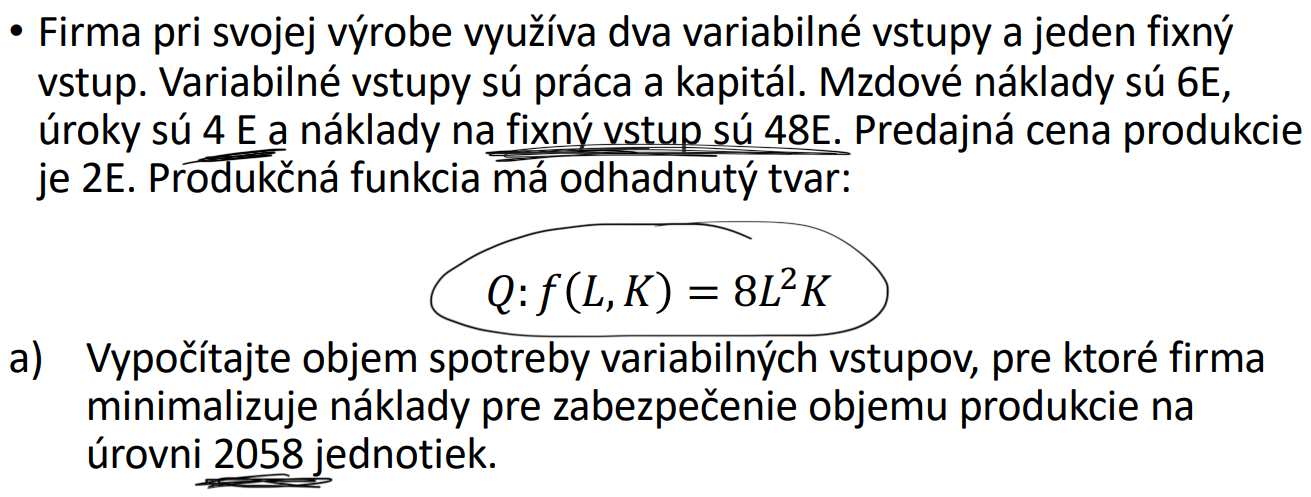 • Firma pri svojej výrobe využíva dva variabilné vstupy a jeden fixný
vstup. Variabilné vstupy sú práca a kapitál. Mzdové náklady sú 6E,
úroky sú 4 E a náklady na fixný vstup sú 48E. Predajná cena produkcie
je 2E. Produkčná funkcia má odhadnutý tvar:
Q: f(L, K) = 8L²K
a) Vypočítajte objem spotreby variabilných vstupov, pre ktoré firma
minimalizuje náklady pre zabezpečenie objemu produkcie na
úrovni 2058 jednotiek.